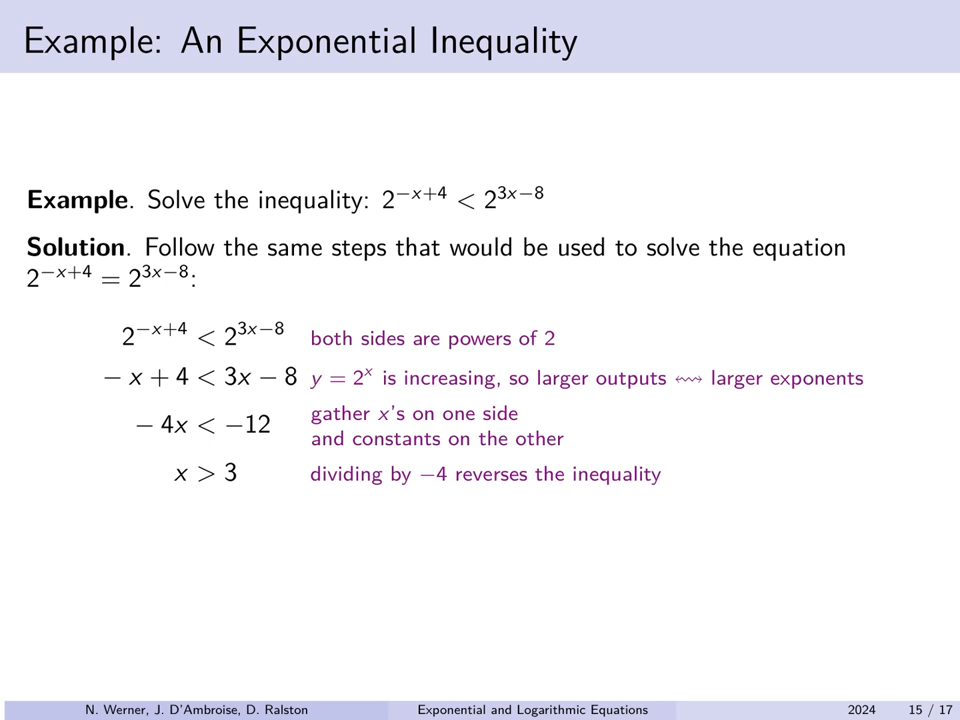 Example: An Exponential Inequality
Example. Solve the inequality: 2^{−x+4} < 2^{3x−8}
Solution. Follow the same steps that would be used to solve the equation
2^{−x+4} = 2^{3x−8}:
2^{−x+4} < 2^{3x−8} both sides are powers of 2
− x + 4 < 3x − 8 y = 2^x is increasing, so larger outputs ↭ larger exponents
− 4x < −12 gather x's on one side
and constants on the other
x > 3 dividing by −4 reverses the inequality
N. Werner, J. D'Ambroise, D. Ralston Exponential and Logarithmic Equations 2024 15 / 17